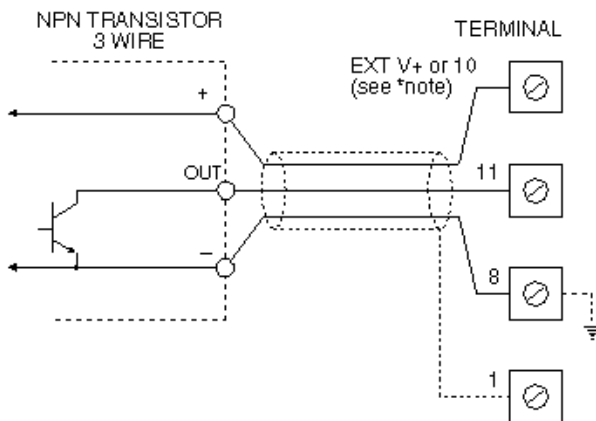 NPN TRANSISTOR
3 WIRE
TERMINAL
EXT V+ or 10
(see *note)
+
OUT
11
–
8
1